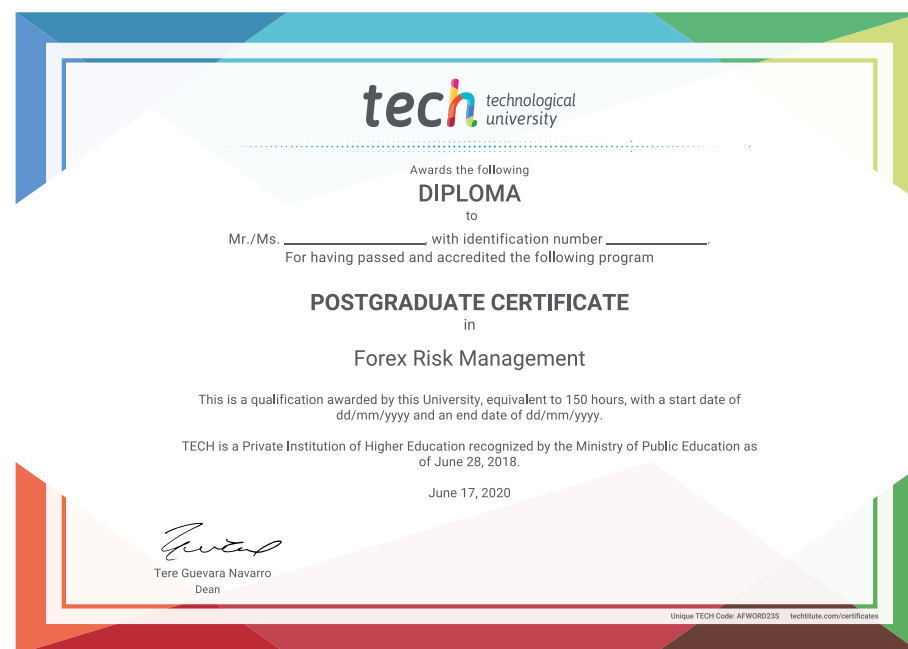 tech technological
university
Awards the following
DIPLOMA
to
Mr./Ms. ____________, with identification number ____________.
For having passed and accredited the following program
POSTGRADUATE CERTIFICATE
in
Forex Risk Management
This is a qualification awarded by this University, equivalent to 150 hours, with a start date of
dd/mm/yyyy and an end date of dd/mm/yyyy.
TECH is a Private Institution of Higher Education recognized by the Ministry of Public Education as
of June 28, 2018.
June 17, 2020
Tere Guevara Navarro
Dean
Unique TECH Code: AFWORD23S techtitute.com/certificates